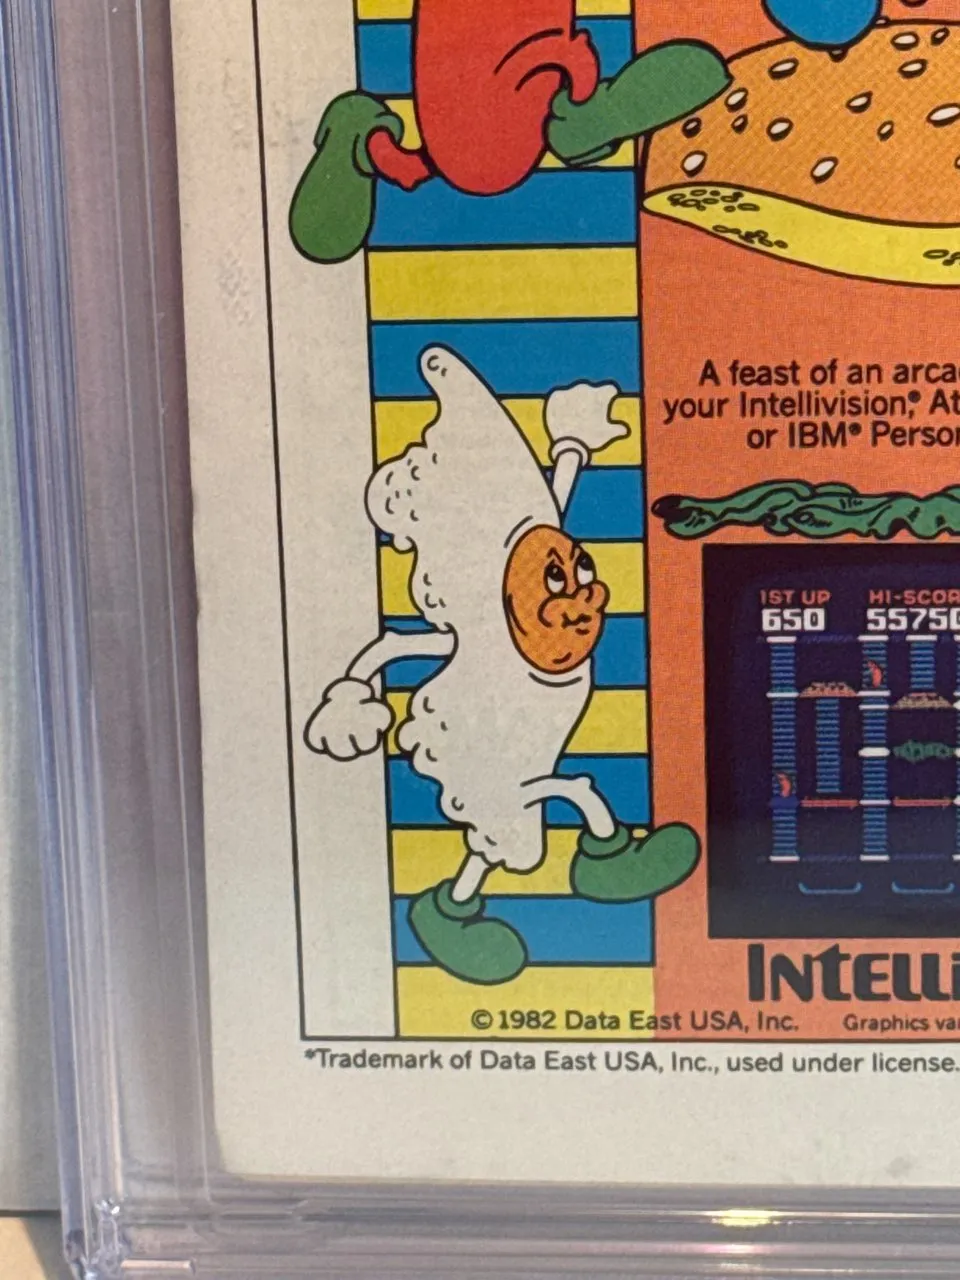 A feast of an arca
your Intellivision,® At
or IBM® Person
1ST UP HI-SCOR
650 55750
INTELLi
© 1982 Data East USA, Inc. Graphics va
*Trademark of Data East USA, Inc., used under license.